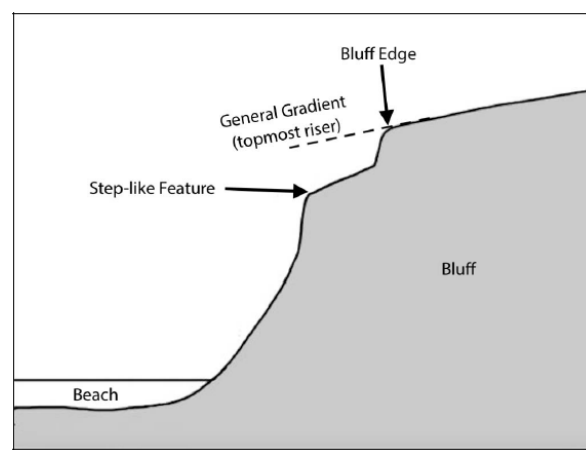 Bluff Edge
General Gradient
(topmost riser)
Step-like Feature
Bluff
Beach